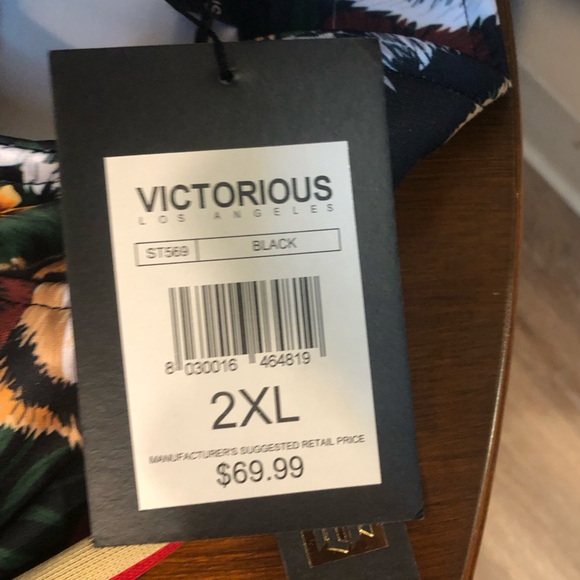 VICTORIOUS
LOS ANGELES
ST569 BLACK
8 030016 464819
2XL
MANUFACTURER'S SUGGESTED RETAIL PRICE
$69.99